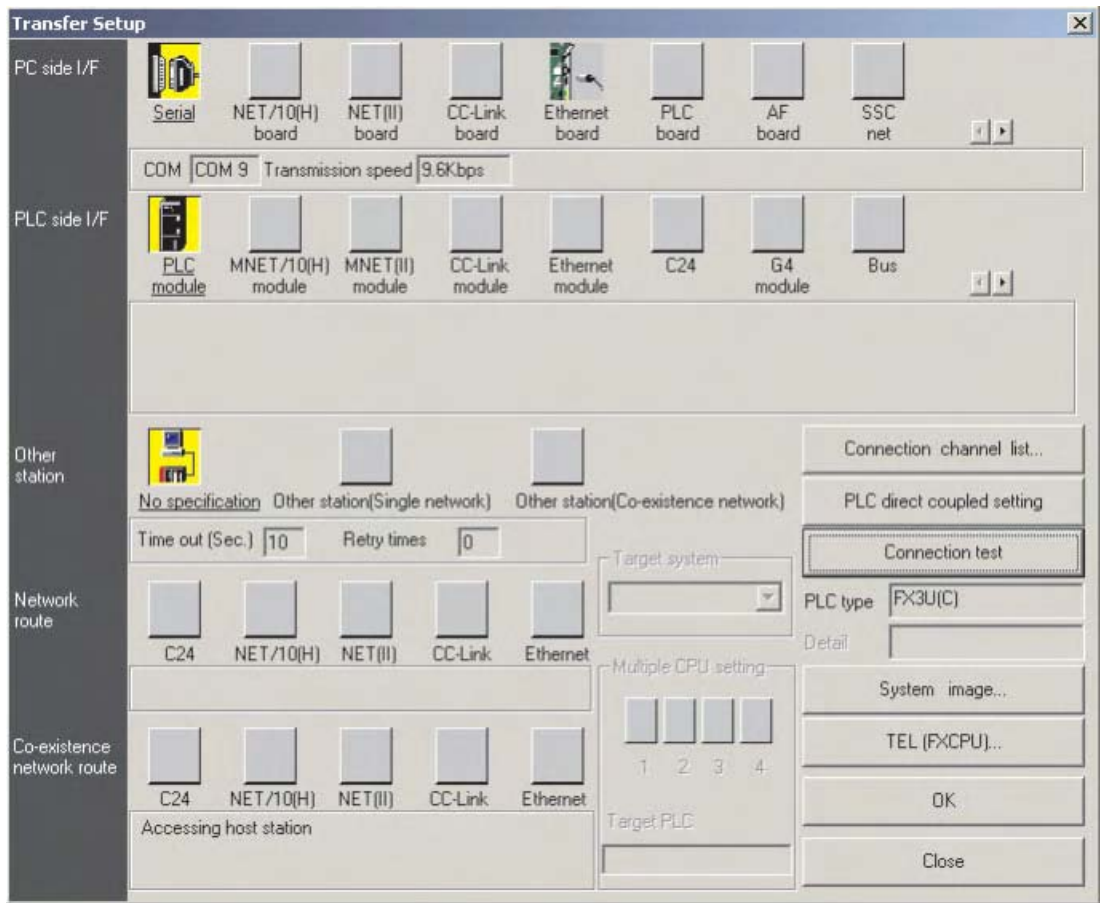 Transfer Setup
PC side I/F
Serial
NET/10(H) board
NET(II) board
CC-Link board
Ethernet board
PLC board
AF board
SSC net
COM COM 9 Transmission speed 9.6Kbps
PLC side I/F
PLC module
MNET/10(H) module
MNET(II) module
CC-Link module
Ethernet module
C24
G4 module
Bus
Other station
No specification
Other station(Single network)
Other station(Co-existence network)
Time out (Sec.) 10 Retry times 0
Connection channel list...
PLC direct coupled setting
Connection test
Target system
PLC type FX3U(C)
Detail
Network route
C24
NET/10(H)
NET(II)
CC-Link
Ethernet
Multiple CPU setting
1 2 3 4
System image...
TEL (FXCPU)...
Co-existence network route
C24
NET/10(H)
NET(II)
CC-Link
Ethernet
Accessing host station
Target PLC
OK
Close